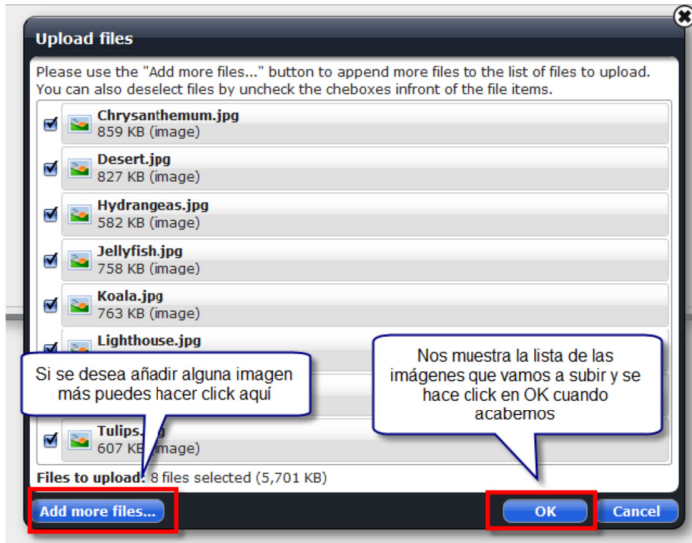 Upload files
Please use the "Add more files..." button to append more files to the list of files to upload.
You can also deselect files by uncheck the cheboxes infront of the file items.
Chrysanthemum.jpg
859 KB (image)
Desert.jpg
827 KB (image)
Hydrangeas.jpg
582 KB (image)
Jellyfish.jpg
758 KB (image)
Koala.jpg
763 KB (image)
Lighthouse.jpg
Si se desea añadir alguna imagen
más puedes hacer click aquí
Nos muestra la lista de las
imágenes que vamos a subir y se
hace click en OK cuando
acabemos
Tulips.
607 KB image)
Files to upload: 8 files selected (5,701 KB)
Add more files...
OK
Cancel